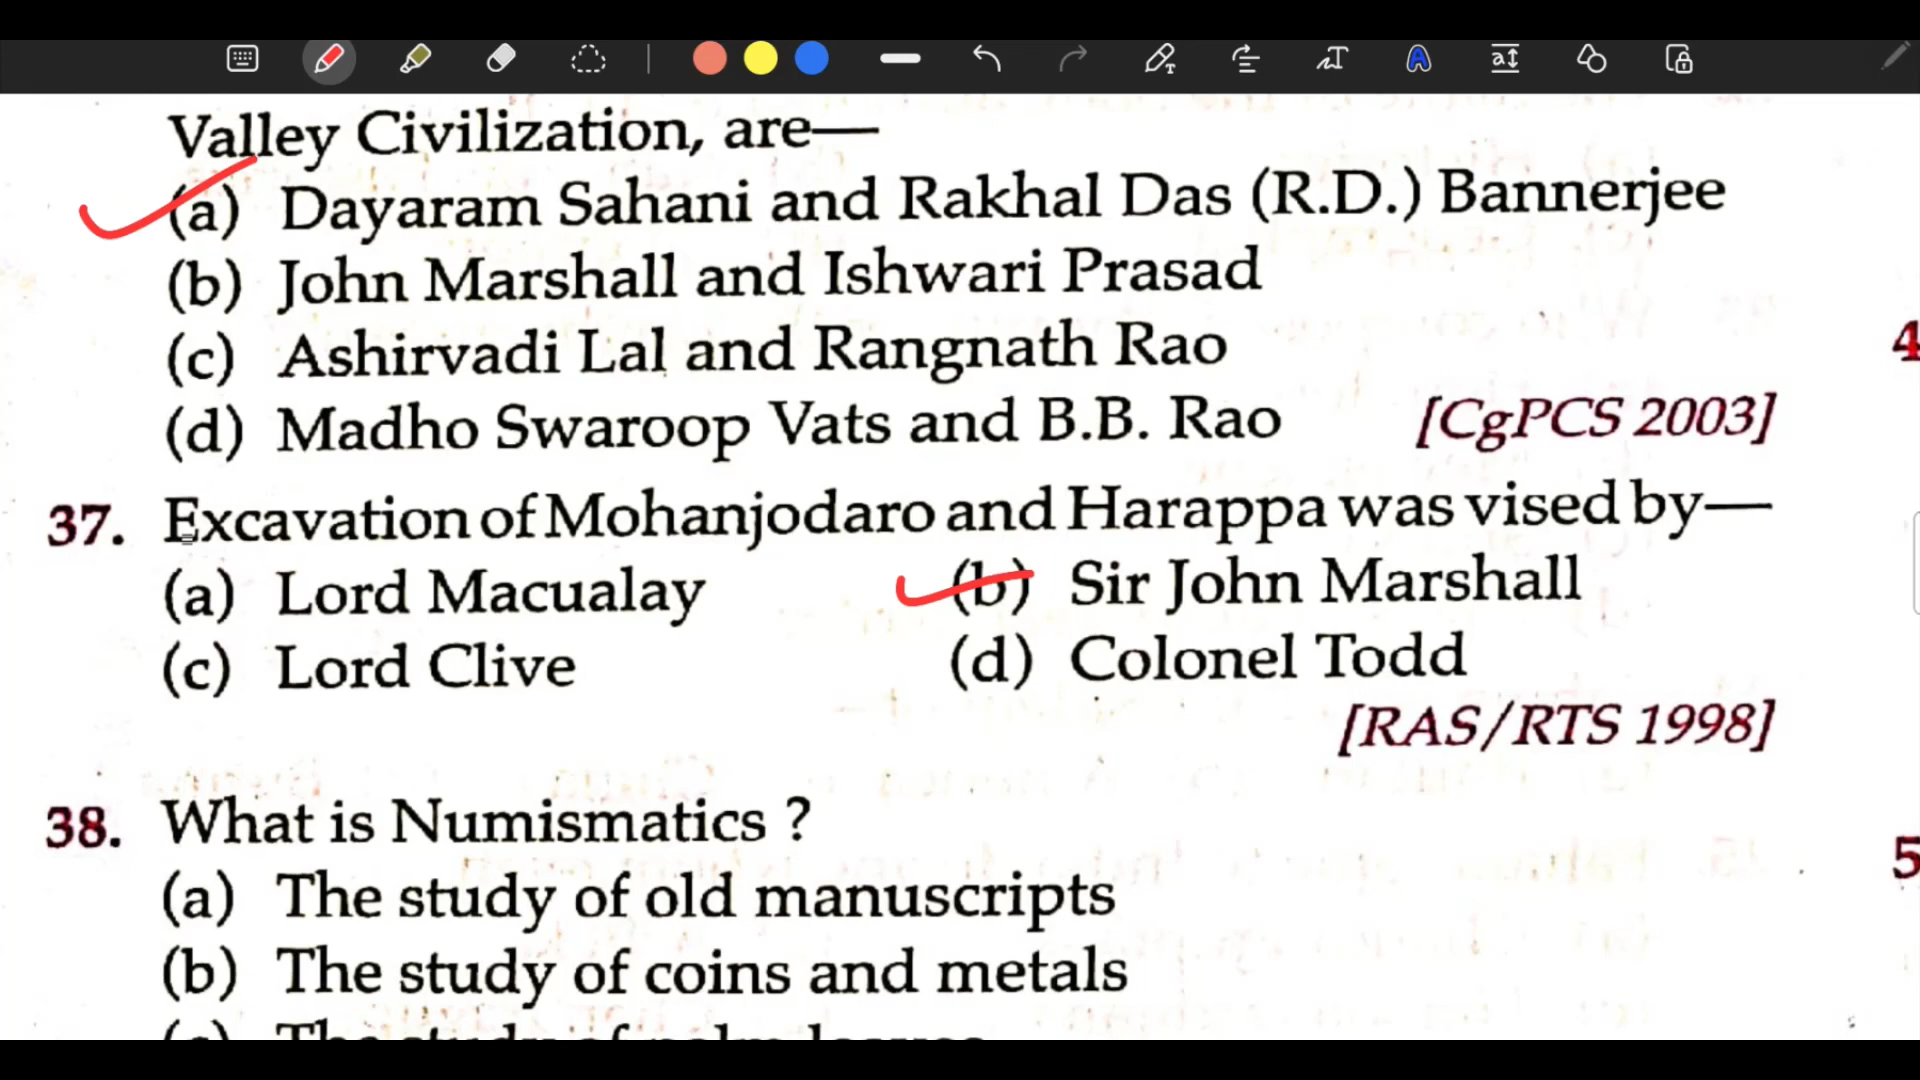 Valley Civilization, are—
(a) Dayaram Sahani and Rakhal Das (R.D.) Bannerjee
(b) John Marshall and Ishwari Prasad
(c) Ashirvadi Lal and Rangnath Rao
(d) Madho Swaroop Vats and B.B. Rao [CgPCS 2003]
37. Excavation of Mohanjodaro and Harappa was vised by—
(a) Lord Macualay (b) Sir John Marshall
(c) Lord Clive (d) Colonel Todd
[RAS/RTS 1998]
38. What is Numismatics ?
(a) The study of old manuscripts
(b) The study of coins and metals
4
5